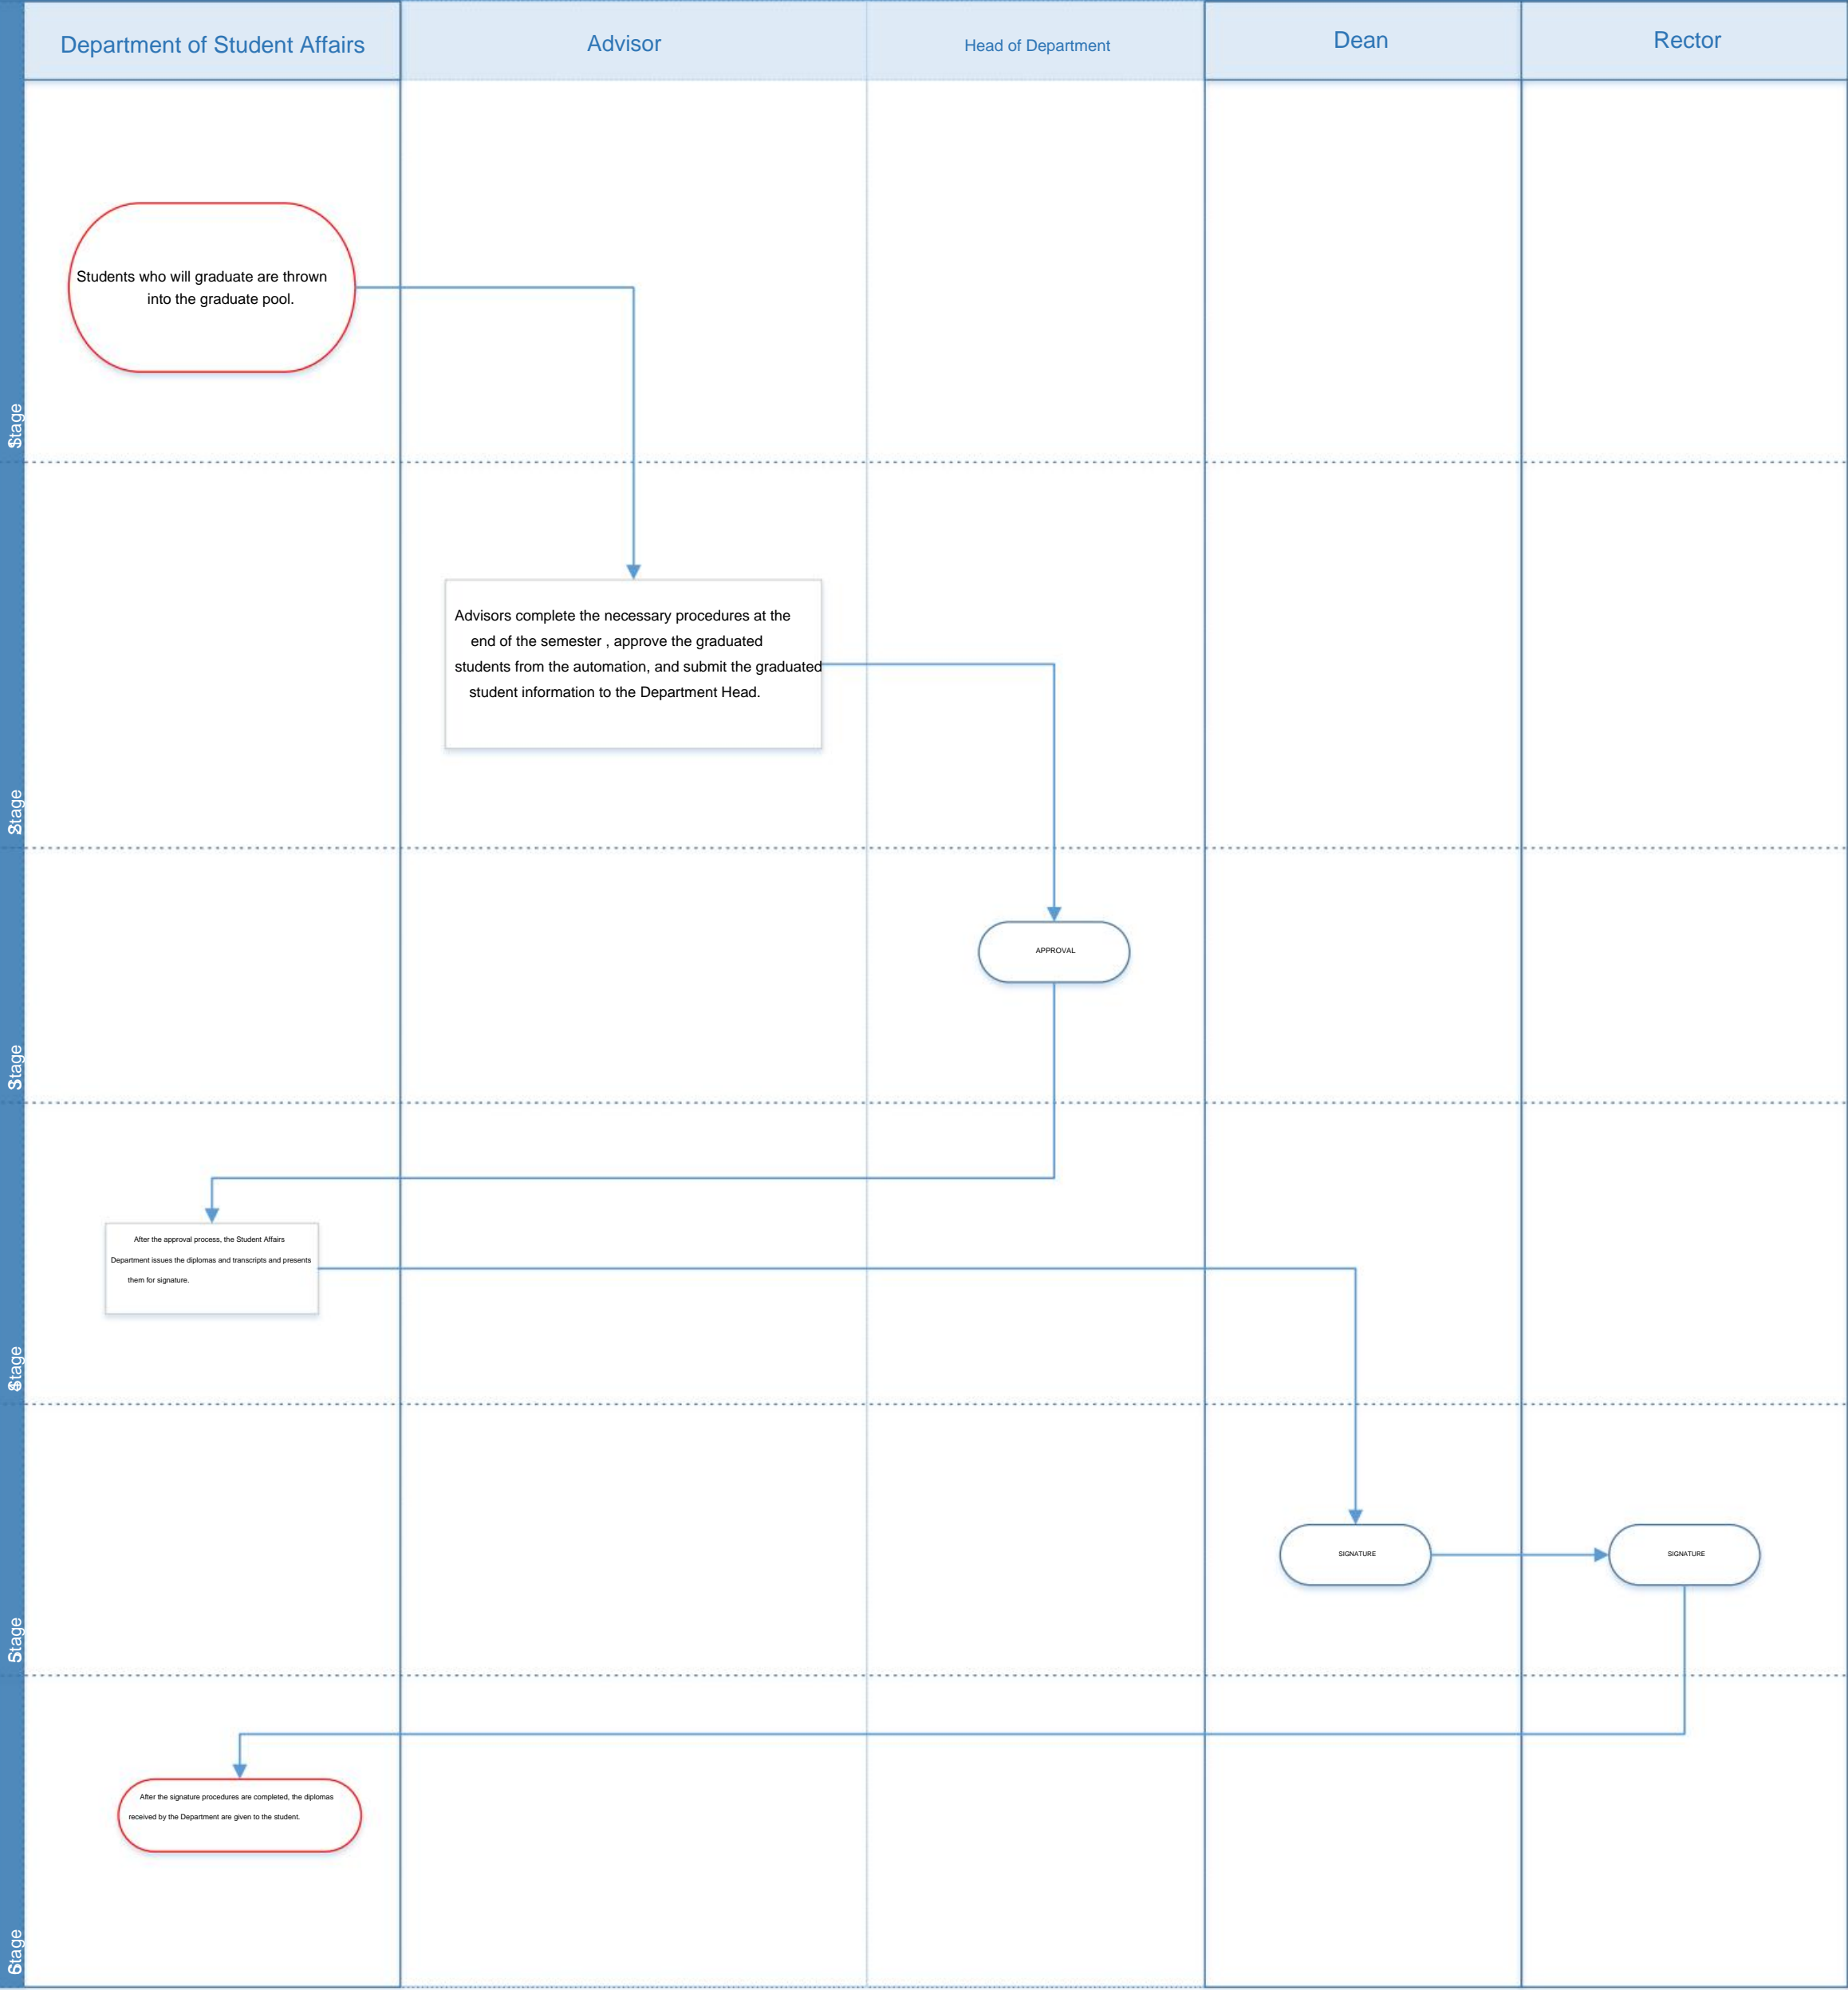 Department of Student Affairs
Advisor
Head of Department
Dean
Rector
Students who will graduate are thrown
into the graduate pool.
Stage
Advisors complete the necessary procedures at the
end of the semester , approve the graduated
students from the automation, and submit the graduated
student information to the Department Head.
Stage
APPROVAL
Stage
After the approval process, the Student Affairs
Department issues the diplomas and transcripts and presents
them for signature.
Stage
SIGNATURE
SIGNATURE
Stage
After the signature procedures are completed, the diplomas
received by the Department are given to the student.
Stage